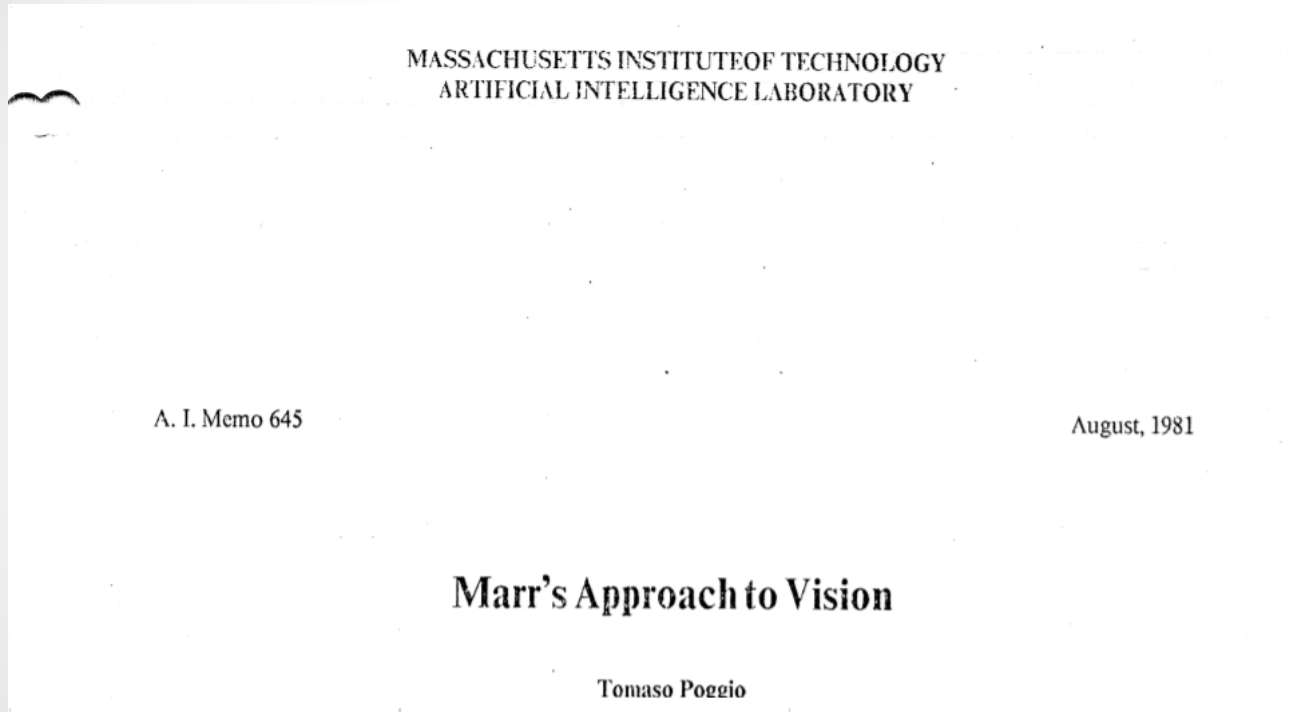 MASSACHUSETTS INSTITUTEOF TECHNOLOGY
ARTIFICIAL INTELLIGENCE LABORATORY
A. I. Memo 645
August, 1981
Marr's Approach to Vision
Tomaso Poggio